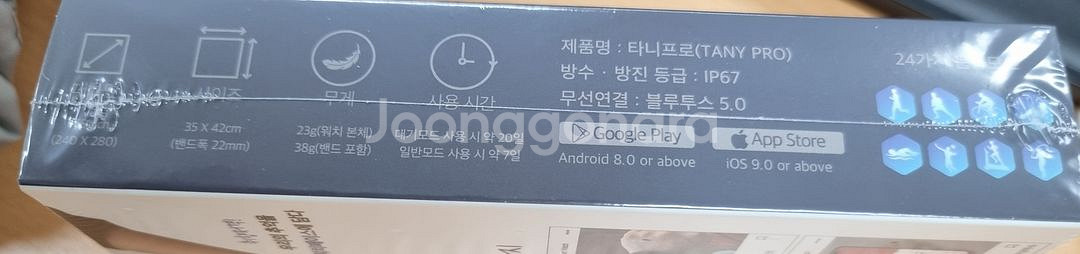 사이즈
무게
사용 시간
(240 X 280)
35 X 42cm
(밴드폭 22mm)
23g(워치 본체)
38g(밴드 포함)
대기모드 사용 시 약 20일
일반모드 사용 시 약 7일
제품명 : 타니프로(TANY PRO)
방수 · 방진 등급 : IP67
무선연결 : 블루투스 5.0
Google Play
Android 8.0 or above
App Store
iOS 9.0 or above
24가지
Joonggonara